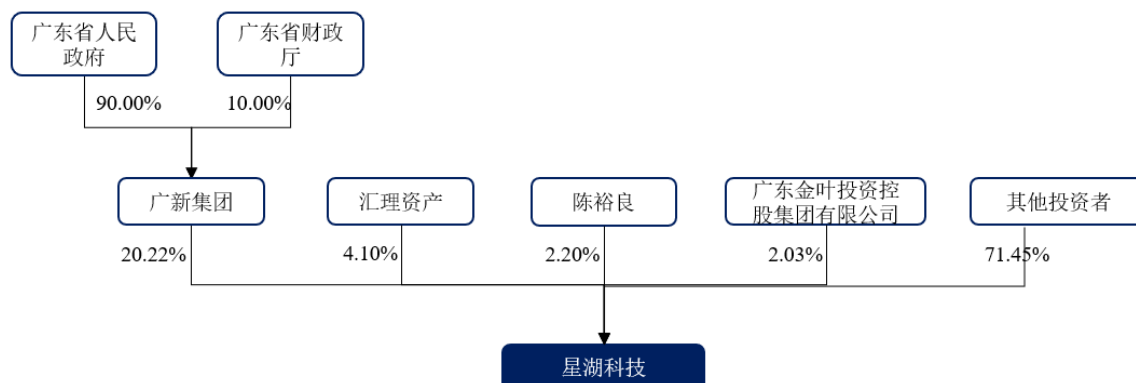 广东省人民
政府
广东省财政
厅
90.00%
10.00%
广新集团
汇理资产
陈裕良
广东金叶投资控
股集团有限公司
其他投资者
20.22%
4.10%
2.20%
2.03%
71.45%
星湖科技